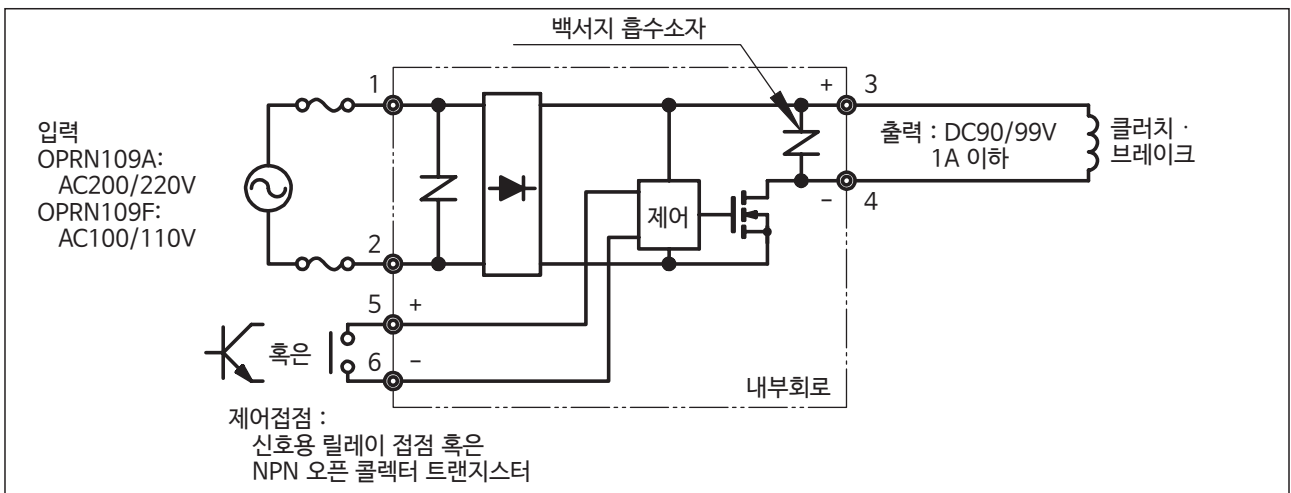 백서지 흡수소자
1
+
3
입력
OPRN109A:
AC200/220V
OPRN109F:
AC100/110V
출력 : DC90/99V
1A 이하
클러치 ·
브레이크
제어
−
4
2
5
+
혹은
6
−
내부회로
제어접점 :
신호용 릴레이 접점 혹은
NPN 오픈 콜렉터 트랜지스터